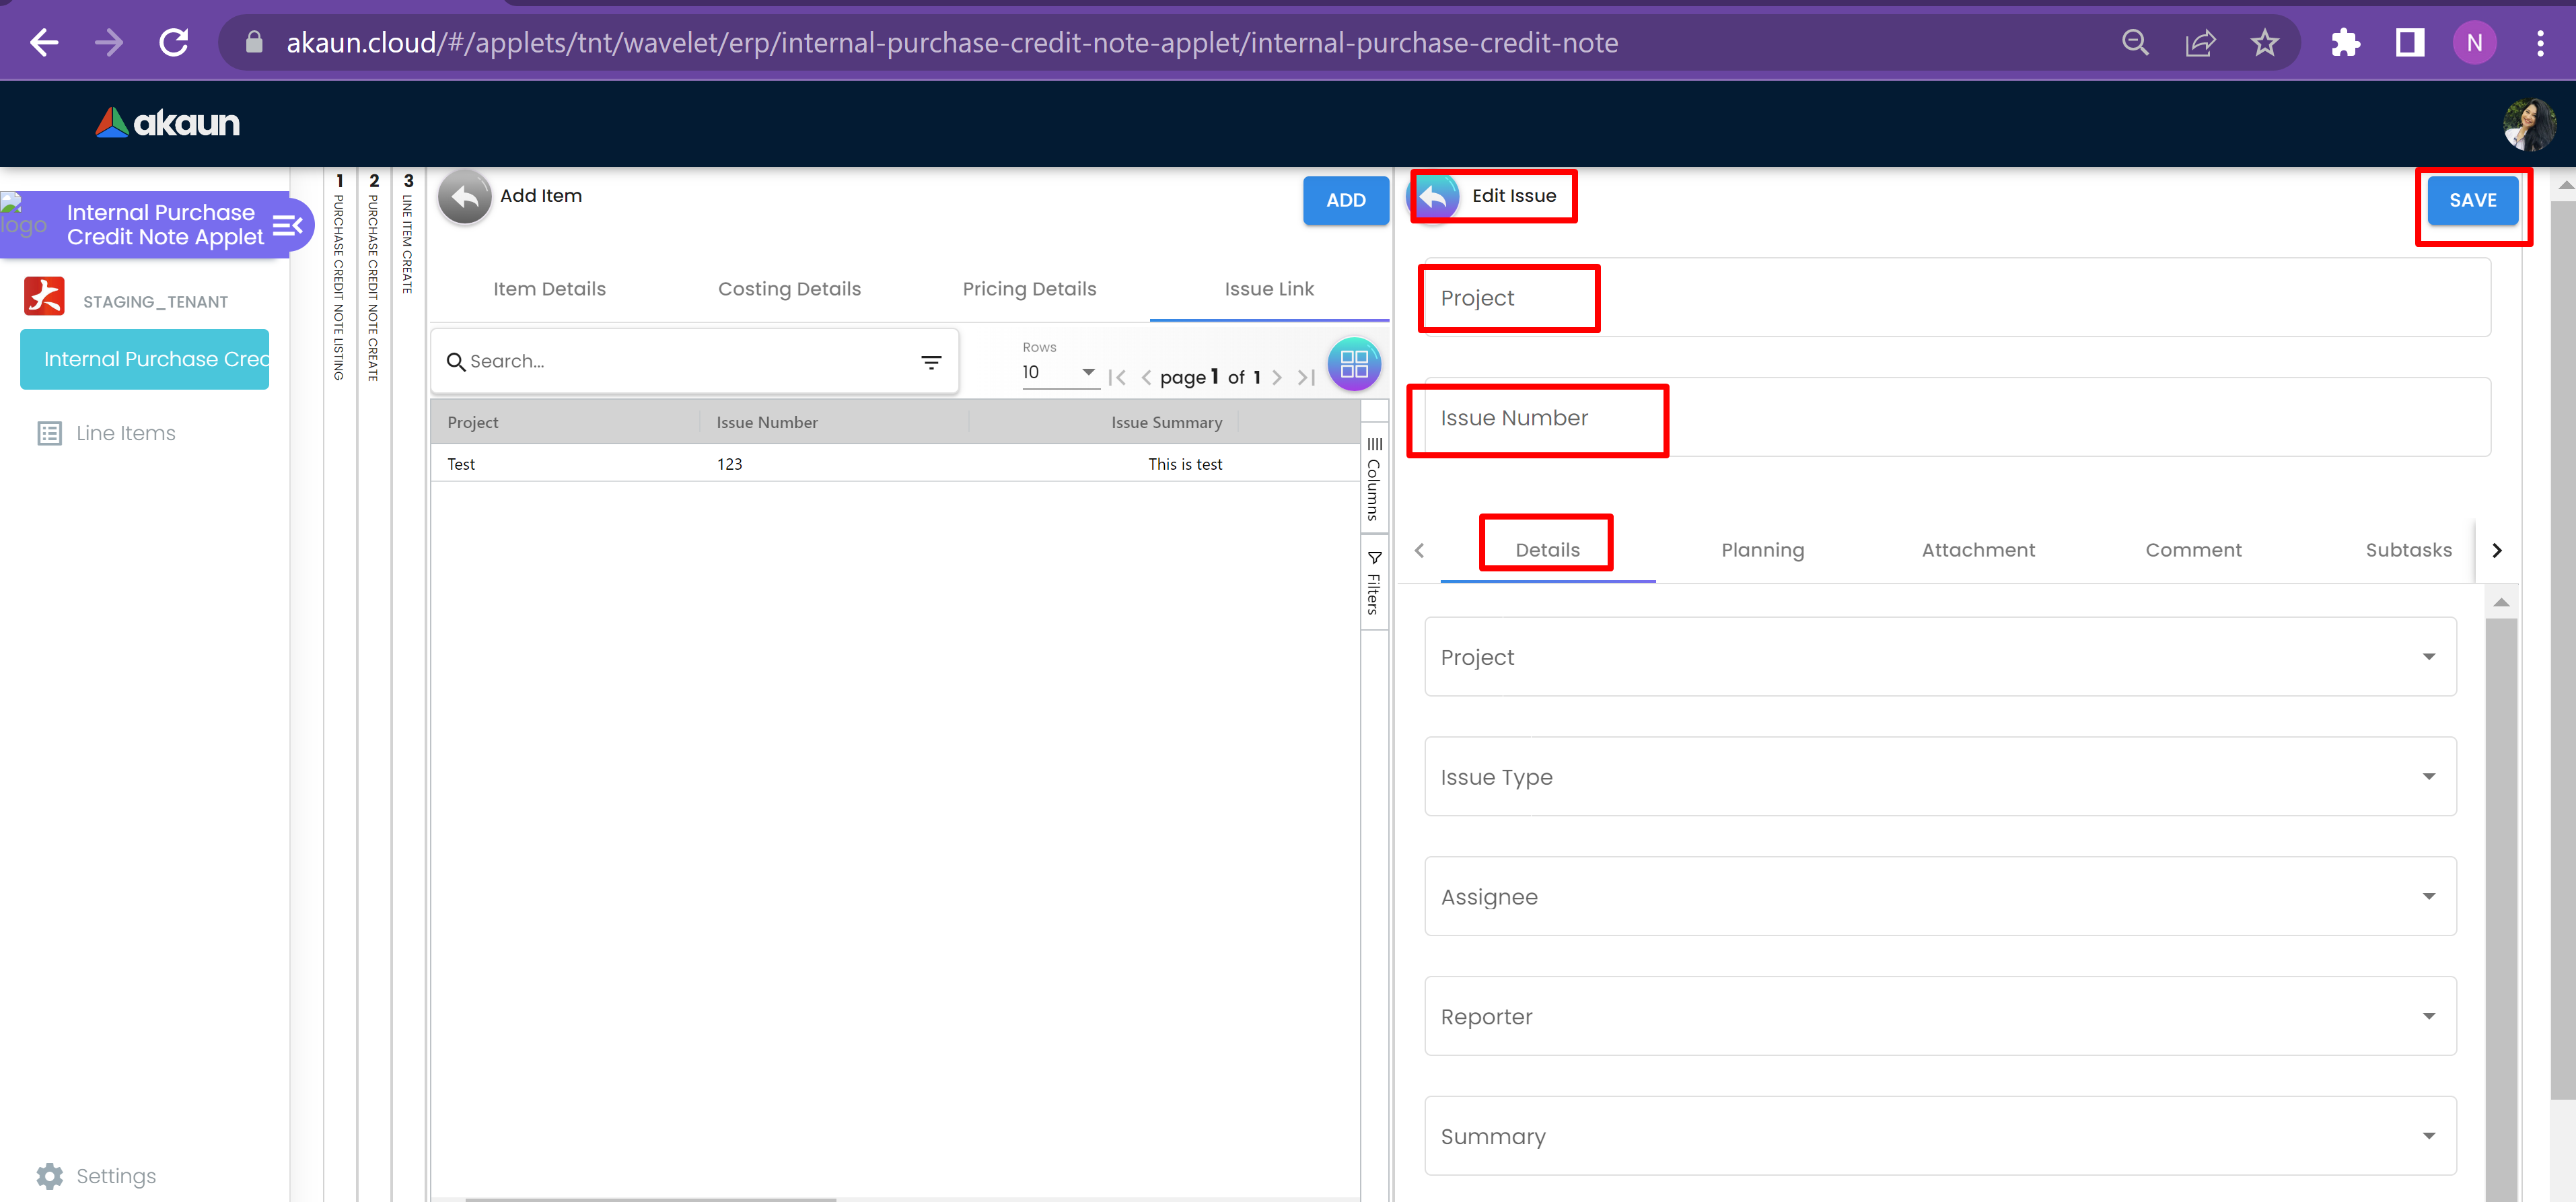 akaun.cloud/#/applets/tnt/wavelet/erp/internal-purchase-credit-note-applet/internal-purchase-credit-note
N
akaun
logo
Internal Purchase
Credit Note Applet
STAGING_TENANT
Internal Purchase Cred
Line Items
Settings
1 PURCHASE CREDIT NOTE LISTING
2 PURCHASE CREDIT NOTE CREATE
3 LINE ITEM CREATE
Add Item
ADD
Item Details Costing Details Pricing Details Issue Link
Search...
Rows
10
page 1 of 1
Project Issue Number Issue Summary
Test 123 This is test
Columns
Filters
Edit Issue
SAVE
Project
Issue Number
Details Planning Attachment Comment Subtasks
Project
Issue Type
Assignee
Reporter
Summary